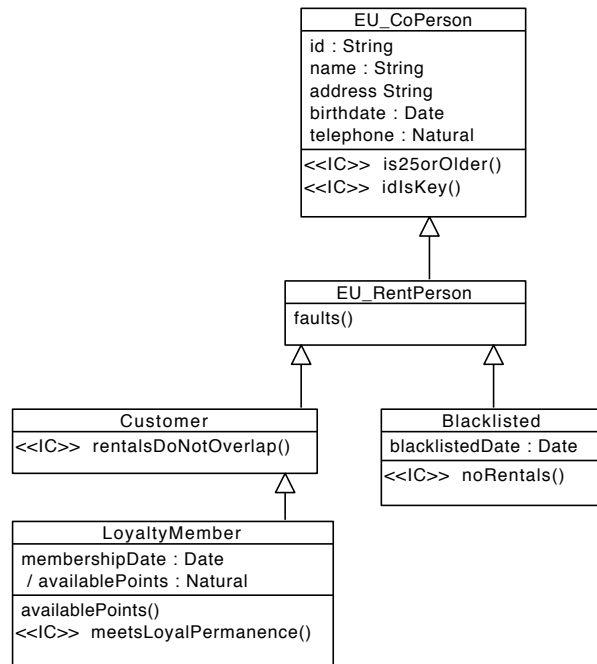 EU_CoPerson
id : String
name : String
address String
birthdate : Date
telephone : Natural
<<IC>> is25orOlder()
<<IC>> idIsKey()
EU_RentPerson
faults()
Customer
<<IC>> rentalsDoNotOverlap()
Blacklisted
blacklistedDate : Date
<<IC>> noRentals()
LoyaltyMember
membershipDate : Date
/ availablePoints : Natural
availablePoints()
<<IC>> meetsLoyalPermanence()